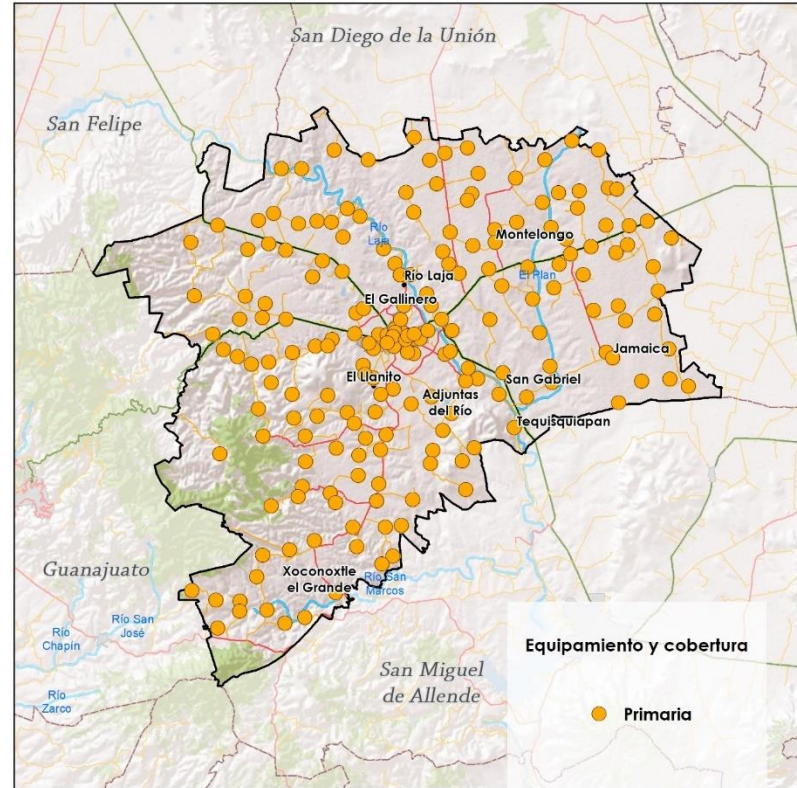 San Diego de la Unión
San Felipe
Río
Laja
Montelongo
Río Laja
El Plan
El Gallinero
Jamaica
El Llanito
San Gabriel
Adjuntas
del Río
Tequisquiapan
Guanajuato
Xoconoxtle
el Grande
Río San
Marcos
Río San
José
Río
Chapín
Equipamiento y cobertura
San Miguel
de Allende
Río
Zarco
Primaria